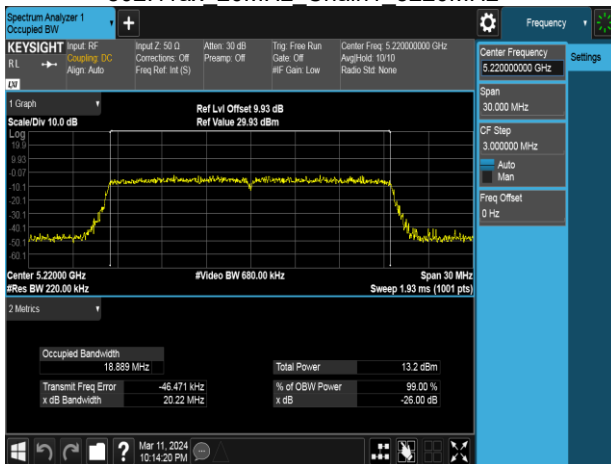 Spectrum Analyzer 1
Occupied BW
Frequency
KEYSIGHT
RL
LXI
Input: RF
Coupling: DC
Align: Auto
Input Z: 50 Ω
Corrections: Off
Freq Ref: Int (S)
Atten: 30 dB
Preamp: Off
Trig: Free Run
Gate: Off
#IF Gain: Low
Center Freq: 5.220000000 GHz
Avg|Hold: 10/10
Radio Std: None
Center Frequency
5.220000000 GHz
Settings
Span
30.000 MHz
CF Step
3.000000 MHz
Auto
Man
Freq Offset
0 Hz
1 Graph
Scale/Div 10.0 dB
Ref Lvl Offset 9.93 dB
Ref Value 29.93 dBm
Log
19.9
9.93
-0.07
-10.1
-20.1
-30.1
-40.1
-50.1
-60.1
Center 5.22000 GHz
#Res BW 220.00 kHz
#Video BW 680.00 kHz
Span 30 MHz
Sweep 1.93 ms (1001 pts)
2 Metrics
Occupied Bandwidth
18.889 MHz
Total Power 13.2 dBm
Transmit Freq Error -46.471 kHz
% of OBW Power 99.00 %
x dB Bandwidth 20.22 MHz
x dB -26.00 dB
Mar 11, 2024
10:14:20 PM